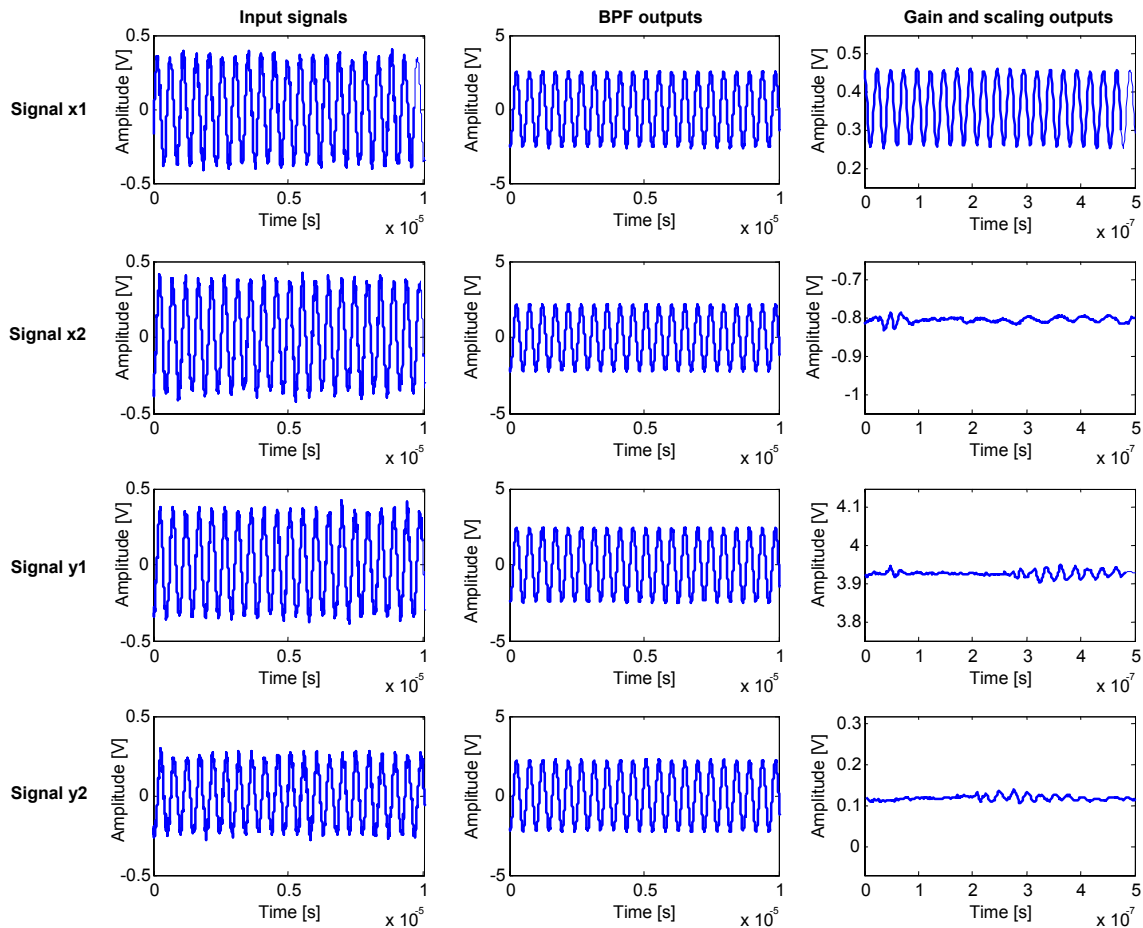 Input signals
BPF outputs
Gain and scaling outputs
Signal x1
Amplitude [V]
0.5
0
-0.5
0
0.5
1
Time [s]
x 10-5
Amplitude [V]
5
0
-5
0
0.5
1
Time [s]
x 10-5
Amplitude [V]
0.5
0.4
0.3
0.2
0
1
2
3
4
5
Time [s]
x 10-7
Signal x2
Amplitude [V]
0.5
0
-0.5
0
0.5
1
Time [s]
x 10-5
Amplitude [V]
5
0
-5
0
0.5
1
Time [s]
x 10-5
Amplitude [V]
-0.7
-0.8
-0.9
-1
0
1
2
3
4
5
Time [s]
x 10-7
Signal y1
Amplitude [V]
0.5
0
-0.5
0
0.5
1
Time [s]
x 10-5
Amplitude [V]
5
0
-5
0
0.5
1
Time [s]
x 10-5
Amplitude [V]
4.1
4
3.9
3.8
0
1
2
3
4
5
Time [s]
x 10-7
Signal y2
Amplitude [V]
0.5
0
-0.5
0
0.5
1
Time [s]
x 10-5
Amplitude [V]
5
0
-5
0
0.5
1
Time [s]
x 10-5
Amplitude [V]
0.3
0.2
0.1
0
0
1
2
3
4
5
Time [s]
x 10-7